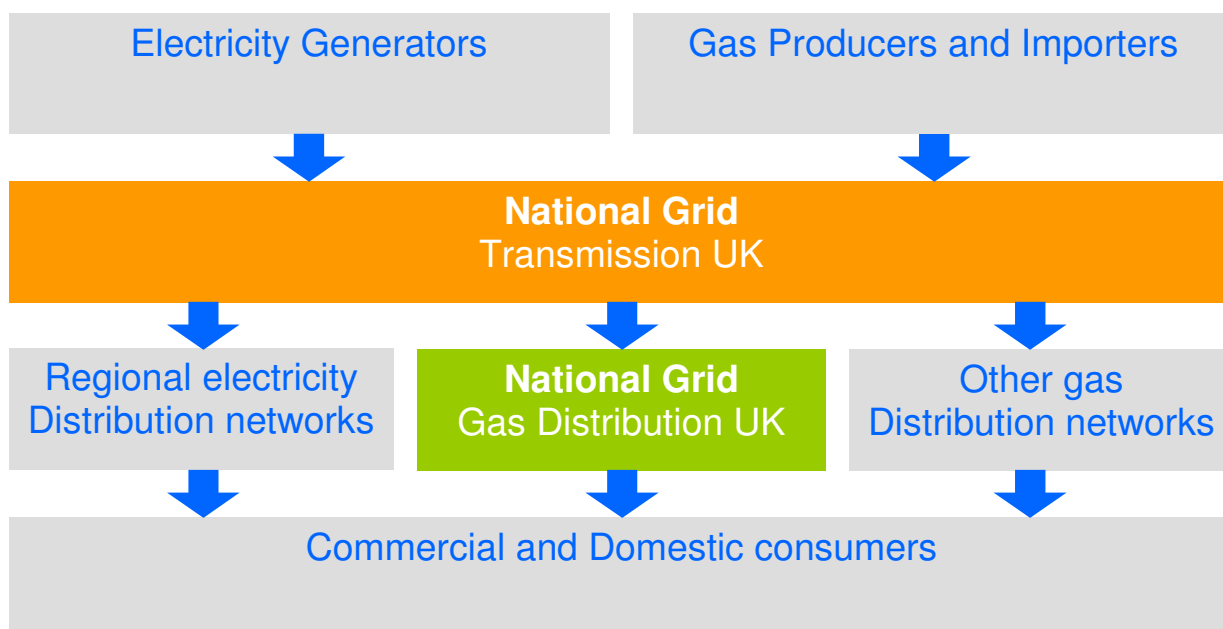 Electricity Generators
Gas Producers and Importers
National Grid
Transmission UK
Regional electricity
Distribution networks
National Grid
Gas Distribution UK
Other gas
Distribution networks
Commercial and Domestic consumers